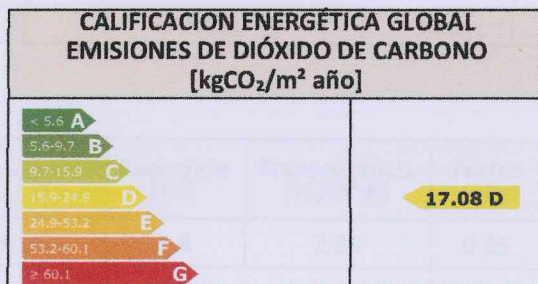 CALIFICACION ENERGÉTICA GLOBAL
EMISIONES DE DIÓXIDO DE CARBONO
[kgCO₂/m² año]
< 5.6 A
5.6-9.7 B
9.7-15.9 C
15.9-24.9 D
17.08 D
24.9-53.2 E
53.2-60.1 F
≥ 60.1 G